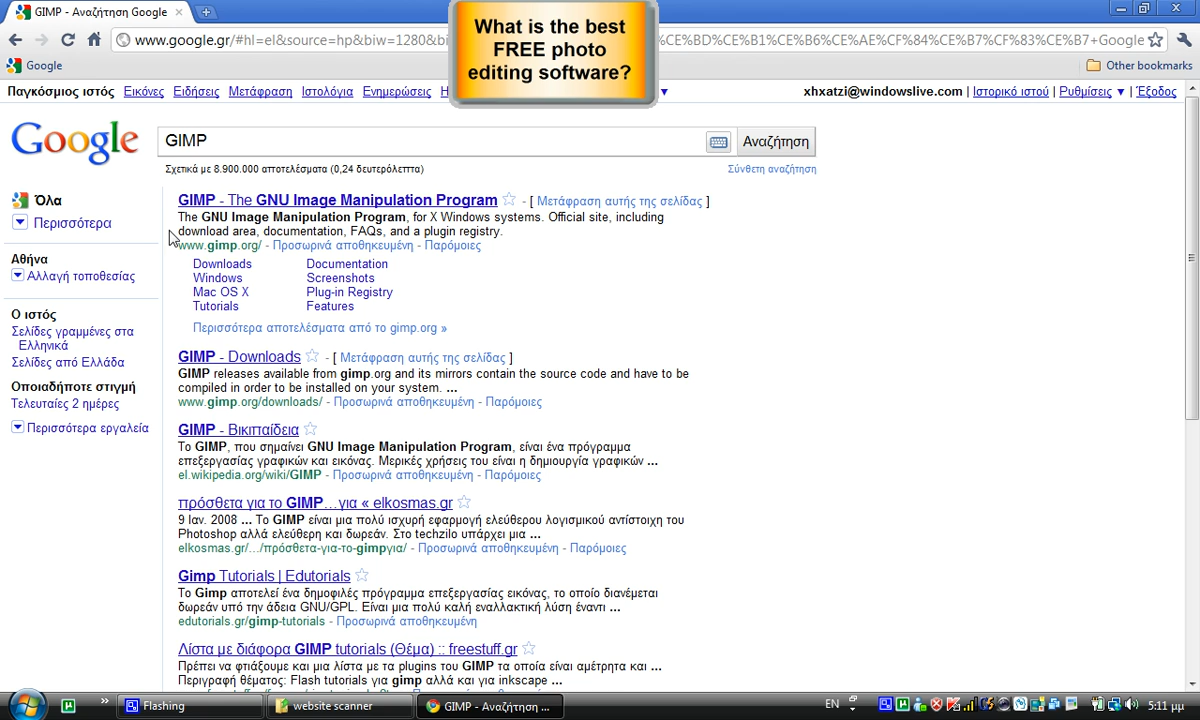 GIMP - Αναζήτηση Google
What is the best
FREE photo
editing software?
www.google.gr/#hl=el&source=hp&biw=1280&bi
%CE%BD%CE%B1%CE%B6%CE%AE%CF%84%CE%B7%CF%83%CE%B7+Google
Google
Other bookmarks
Παγκόσμιος ιστός Εικόνες Ειδήσεις Μετάφραση Ιστολόγια Ενημερώσεις
xhxatzi@windowslive.com | Ιστορικό ιστού | Ρυθμίσεις ▼ | Έξοδος
Google
GIMP
Αναζήτηση
Σχετικά με 8.900.000 αποτελέσματα (0,24 δευτερόλεπτα)
Σύνθετη αναζήτηση
Όλα
Περισσότερα
Αθήνα
Αλλαγή τοποθεσίας
Ο ιστός
Σελίδες γραμμένες στα
Ελληνικά
Σελίδες από Ελλάδα
Οποιαδήποτε στιγμή
Τελευταίες 2 ημέρες
Περισσότερα εργαλεία
GIMP - The GNU Image Manipulation Program - [ Μετάφραση αυτής της σελίδας ]
The GNU Image Manipulation Program, for X Windows systems. Official site, including
download area, documentation, FAQs, and a plugin registry.
www.gimp.org/ - Προσωρινά αποθηκευμένη - Παρόμοιες
Downloads Documentation
Windows Screenshots
Mac OS X Plug-in Registry
Tutorials Features
Περισσότερα αποτελέσματα από το gimp.org »
GIMP - Downloads - [ Μετάφραση αυτής της σελίδας ]
GIMP releases available from gimp.org and its mirrors contain the source code and have to be
compiled in order to be installed on your system. ...
www.gimp.org/downloads/ - Προσωρινά αποθηκευμένη - Παρόμοιες
GIMP - Βικιπαίδεια
Το GIMP, που σημαίνει GNU Image Manipulation Program, είναι ένα πρόγραμμα
επεξεργασίας γραφικών και εικόνας. Μερικές χρήσεις του είναι η δημιουργία γραφικών ...
el.wikipedia.org/wiki/GIMP - Προσωρινά αποθηκευμένη - Παρόμοιες
πρόσθετα για το GIMP…για « elkosmas.gr
9 Ιαν. 2008 ... Το GIMP είναι μια πολύ ισχυρή εφαρμογή ελεύθερου λογισμικού αντίστοιχη του
Photoshop αλλά ελεύθερη και δωρεάν. Στο techzilo υπάρχει μια ...
elkosmas.gr/.../πρόσθετα-για-το-gimpγια/ - Προσωρινά αποθηκευμένη - Παρόμοιες
Gimp Tutorials | Edutorials
Το Gimp αποτελεί ένα δημοφιλές πρόγραμμα επεξεργασίας εικόνας, το οποίο διανέμεται
δωρεάν υπό την άδεια GNU/GPL. Είναι μια πολύ καλή εναλλακτική λύση έναντι ...
edutorials.gr/gimp-tutorials - Προσωρινά αποθηκευμένη
Λίστα με διάφορα GIMP tutorials (Θέμα) :: freestuff.gr
Πρέπει να φτιάξουμε και μια λίστα με τα plugins του GIMP τα οποία είναι αμέτρητα και ...
Περιγραφή θέματος: Flash tutorials για gimp αλλά και για inkscape ...
Flashing
website scanner
GIMP - Αναζήτηση ...
EN
5:11 μμ